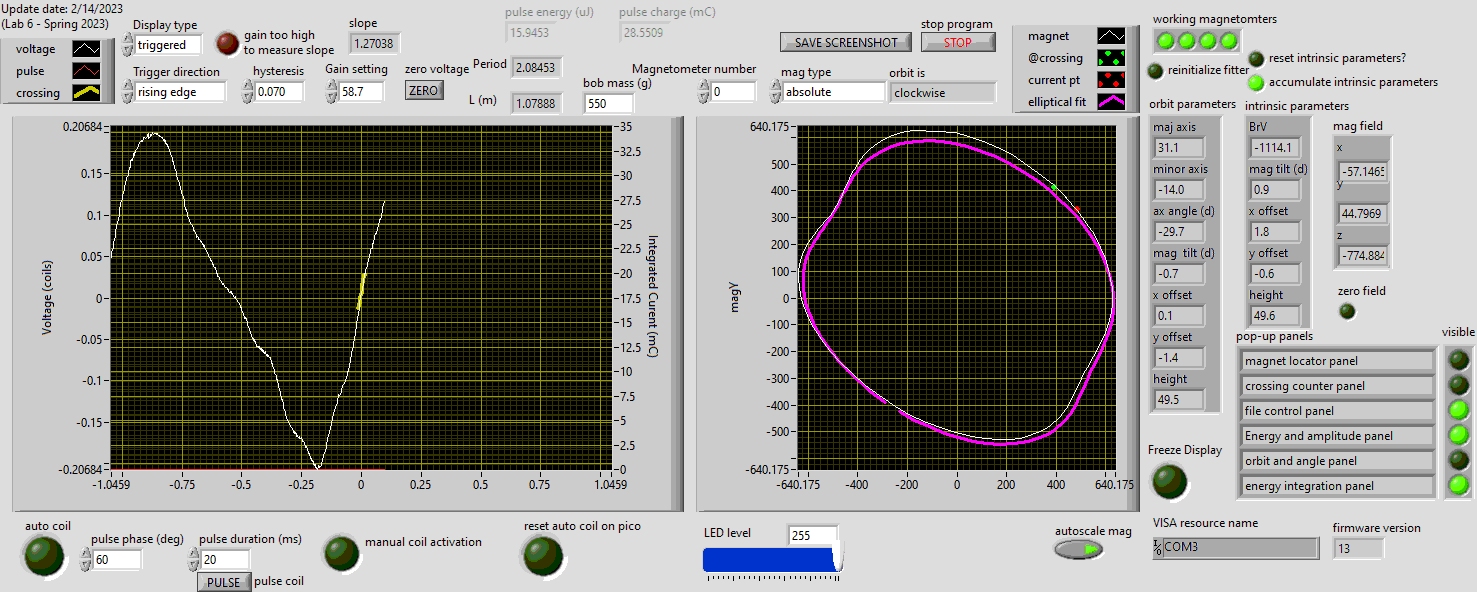 Update date: 2/14/2023
(Lab 6 - Spring 2023)
voltage
pulse
crossing
Display type
triggered
gain too high
to measure slope
slope
1.27038
Trigger direction
rising edge
hysteresis
0.070
Gain setting
58.7
zero voltage
ZERO
pulse energy (uJ)
15.9453
pulse charge (mC)
28.5509
Period
2.08453
L (m)
1.07888
bob mass (g)
550
Magnetometer number
0
mag type
absolute
orbit is
clockwise
SAVE SCREENSHOT
stop program
STOP
magnet
@crossing
current pt
elliptical fit
working magnetomters
reinitialize fitter
reset intrinsic parameters?
accumulate intrinsic parameters
orbit parameters
maj axis
31.1
minor axis
-14.0
ax angle (d)
-29.7
mag tilt (d)
-0.7
x offset
0.1
y offset
-1.4
height
49.5
intrinsic parameters
BrV
-1114.1
mag tilt (d)
0.9
x offset
1.8
y offset
-0.6
height
49.6
mag field
x
-57.1465
y
44.7969
z
-774.884
zero field
pop-up panels
visible
magnet locator panel
crossing counter panel
file control panel
Energy and amplitude panel
orbit and angle panel
energy integration panel
Voltage (coils)
0.20684
0.15
0.1
0.05
0
-0.05
-0.1
-0.15
-0.20684
-1.0459
-0.75
-0.5
-0.25
0
0.25
0.5
0.75
1.0459
35
32.5
30
27.5
25
22.5
20
17.5
15
12.5
10
7.5
5
2.5
0
Integrated Current (mC)
magY
640.175
500
400
300
200
100
0
-100
-200
-300
-400
-500
-640.175
-640.175
-400
-200
0
200
400
640.175
Freeze Display
auto coil
pulse phase (deg)
60
pulse duration (ms)
20
PULSE
pulse coil
manual coil activation
reset auto coil on pico
LED level
255
autoscale mag
VISA resource name
COM3
firmware version
13